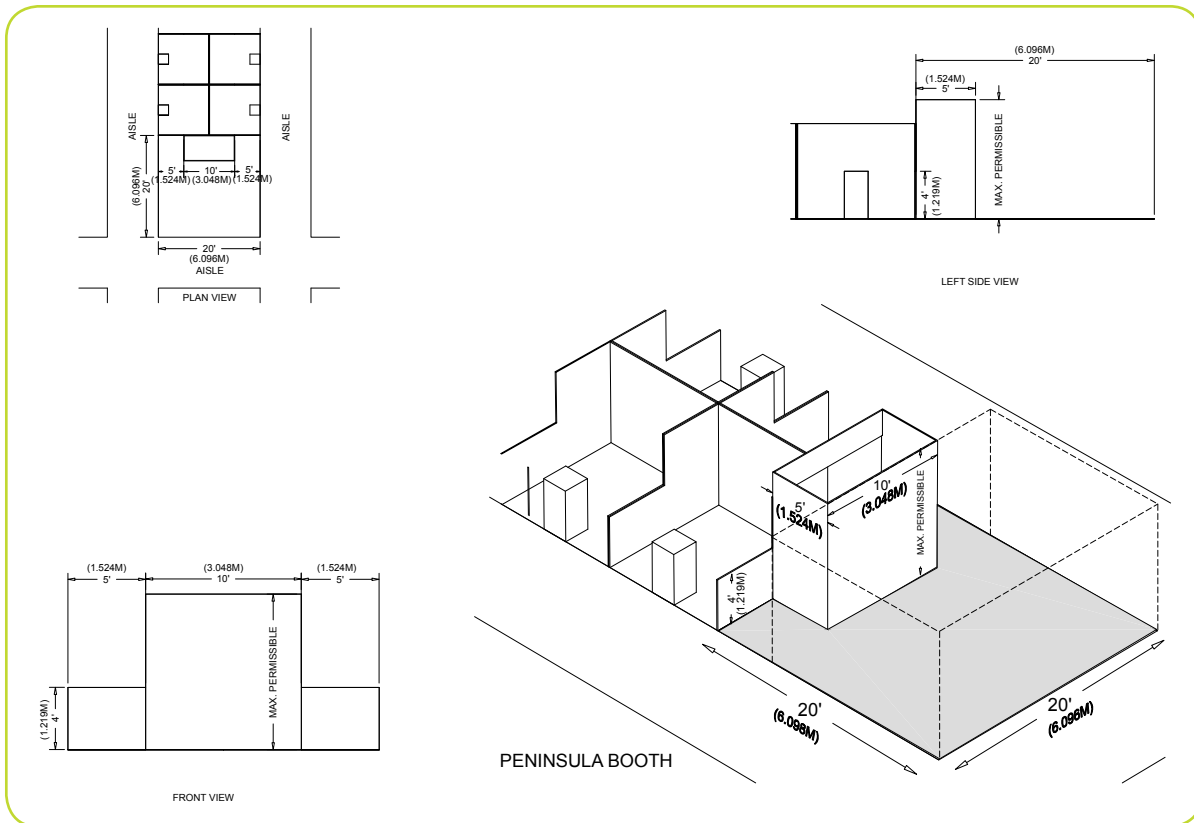 AISLE
AISLE
5'
10'
5'
(1.524M)
(3.048M)
(1.524M)
20'
(6.096M)
20'
(6.096M)
AISLE
PLAN VIEW
(6.096M)
20'
(1.524M)
5'
MAX. PERMISSIBLE
4'
(1.219M)
LEFT SIDE VIEW
5'
(1.524M)
10'
(3.048M)
MAX. PERMISSIBLE
4'
(1.219M)
20'
(6.096M)
20'
(6.096M)
PENINSULA BOOTH
(1.524M)
5'
(3.048M)
10'
(1.524M)
5'
(1.219M)
4'
MAX. PERMISSIBLE
FRONT VIEW